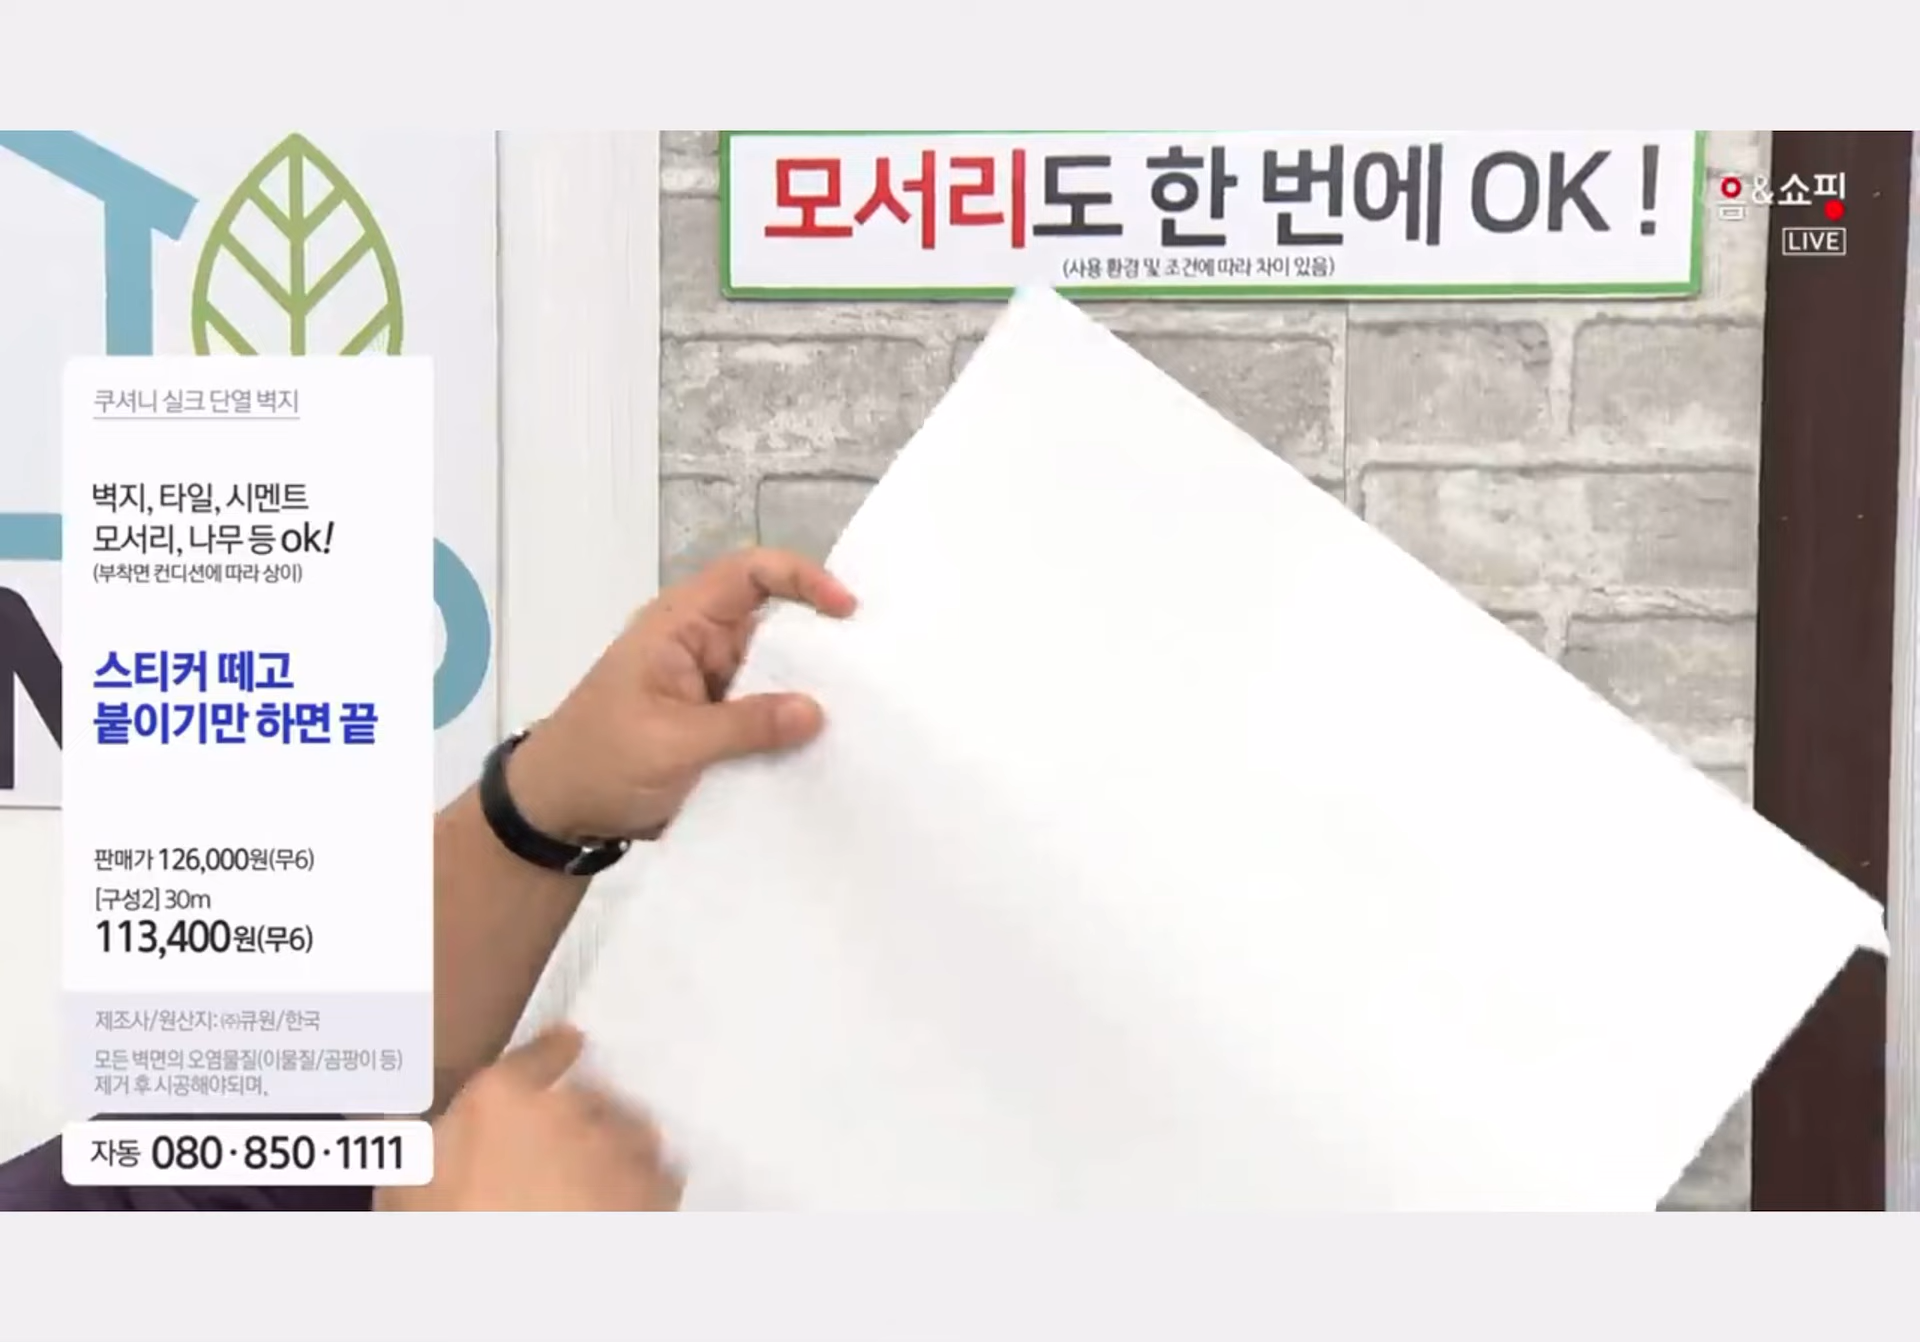 모서리도 한 번에 OK !
(사용 환경 및 조건에 따라 차이 있음)
홈&쇼핑
LIVE
쿠셔니 실크 단열 벽지
벽지, 타일, 시멘트
모서리, 나무 등 ok!
(부착면 컨디션에 따라 상이)
스티커 떼고
붙이기만 하면 끝
판매가 126,000원(무6)
[구성2] 30m
113,400원(무6)
제조사/원산지: ㈜큐원/한국
모든 벽면의 오염물질(이물질/곰팡이 등)
제거 후 시공해야되며,
자동 080·850·1111